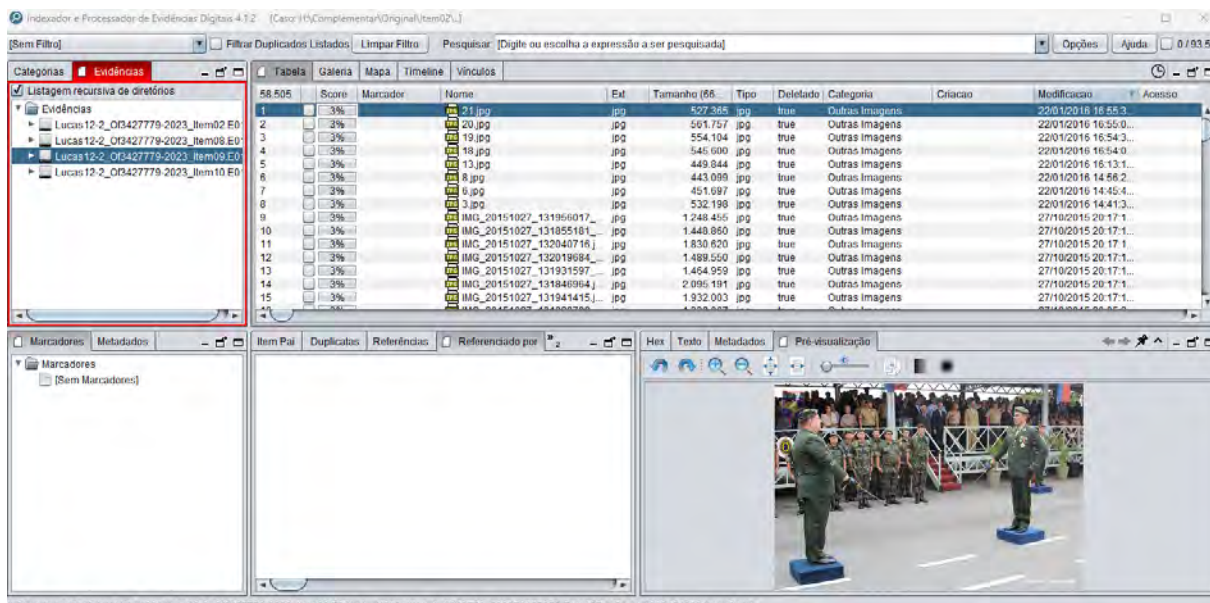 Indexador e Processador de Evidências Digitais 4.1.2 [Caso:
[Sem Filtro] Filtrar Duplicados Listados Limpar Filtro Pesquisar: [Digite ou escolha a expressão a ser pesquisada] Opções Ajuda
Categorias Evidências Tabela Galeria Mapa Timeline Vínculos
Listagem recursiva de diretórios
Evidências
Lucas12-2_Of3427779-2023_Item02.E0
Lucas12-2_Of3427779-2023_Item08.E0
Lucas12-2_Of3427779-2023_Item09.E0
Lucas12-2_Of3427779-2023_Item10.E0
58.505 Score Marcador Nome Ext Tamanho (66... Tipo Deletado Categoria Criacao Modificacao Acesso
1 3% 21.jpg jpg 527.365 jpg true Outras Imagens 22/01/2016 16:55:3...
2 3% 20.jpg jpg 561.757 jpg true Outras Imagens 22/01/2016 16:55:0...
3 3% 19.jpg jpg 554.104 jpg true Outras Imagens 22/01/2016 16:54:3...
4 3% 18.jpg jpg 545.600 jpg true Outras Imagens 22/01/2016 16:54:0...
5 3% 13.jpg jpg 449.844 jpg true Outras Imagens 22/01/2016 16:13:1...
6 3% 8.jpg jpg 443.099 jpg true Outras Imagens 22/01/2016 14:56:2...
7 3% 6.jpg jpg 451.697 jpg true Outras Imagens 22/01/2016 14:45:4...
8 3% 3.jpg jpg 532.198 jpg true Outras Imagens 22/01/2016 14:41:3...
9 3% IMG_20151027_131956017_... jpg 1.248.455 jpg true Outras Imagens 27/10/2015 20:17:1...
10 3% IMG_20151027_131855181_... jpg 1.448.860 jpg true Outras Imagens 27/10/2015 20:17:1...
11 3% IMG_20151027_132040716.j... jpg 1.830.620 jpg true Outras Imagens 27/10/2015 20:17:1...
12 3% IMG_20151027_132019684_... jpg 1.489.550 jpg true Outras Imagens 27/10/2015 20:17:1...
13 3% IMG_20151027_131931597_... jpg 1.464.959 jpg true Outras Imagens 27/10/2015 20:17:1...
14 3% IMG_20151027_131846964.j... jpg 2.095.191 jpg true Outras Imagens 27/10/2015 20:17:1...
15 3% IMG_20151027_131941415.j... jpg 1.932.003 jpg true Outras Imagens 27/10/2015 20:17:1...
Marcadores Metadados Item Pai Duplicatas Referências Referenciado por Hex Texto Metadados Pré-visualização
Marcadores
[Sem Marcadores]